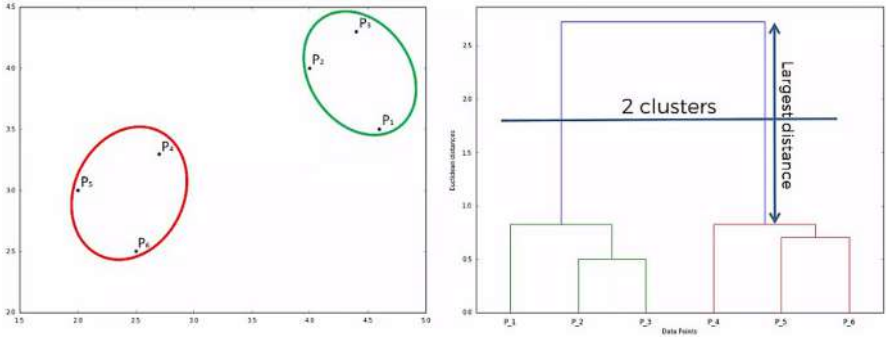 4.5
4.0
3.5
3.0
2.5
2.0
1.5 2.0 2.5 3.0 3.5 4.0 4.5 5.0
P₃
P₂
P₁
P₄
P₅
P₆
2.5
2.0
1.5
1.0
0.5
0.0
Euclidean distances
2 clusters
Largest distance
P_1 P_2 P_3 P_4 P_5 P_6
Data Points